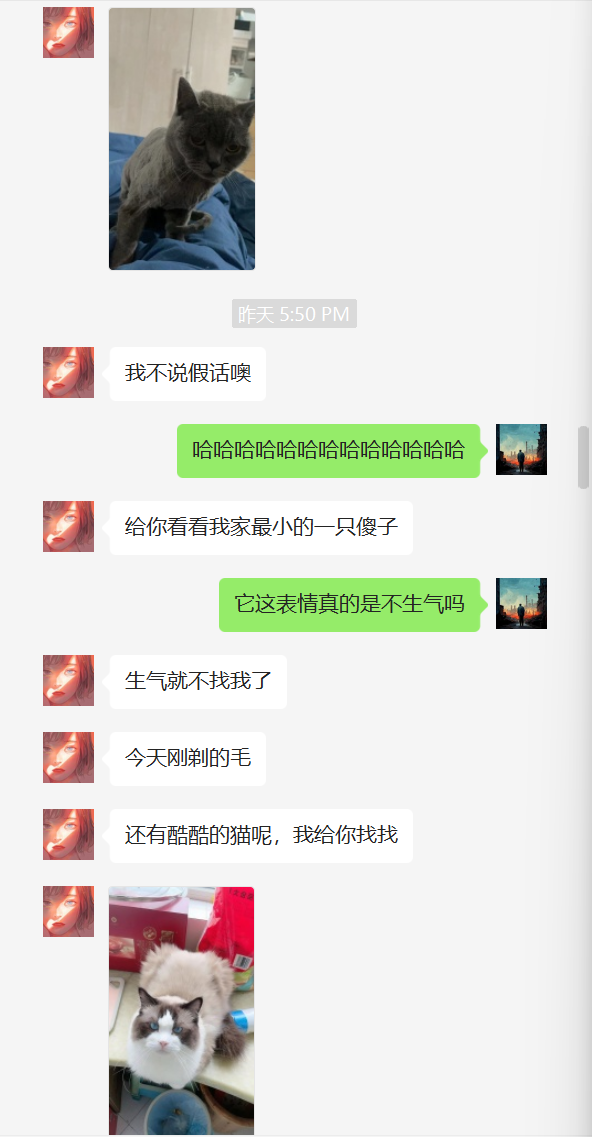 昨天 5:50 PM
我不说假话噢
哈哈哈哈哈哈哈哈哈哈哈哈哈
给你看看我家最小的一只傻子
它这表情真的是不生气吗
生气就不找我了
今天刚剃的毛
还有酷酷的猫呢，我给你找找